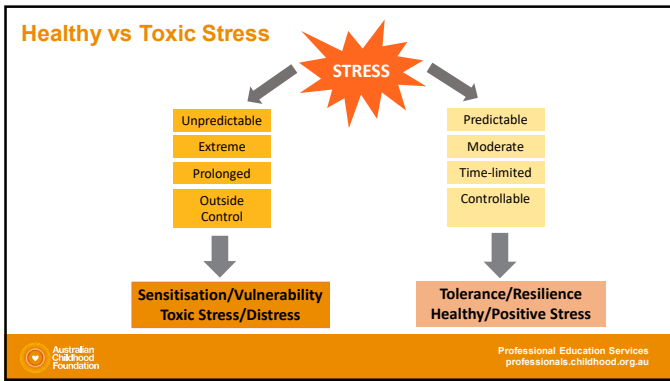 Healthy vs Toxic Stress
STRESS
Unpredictable
Extreme
Prolonged
Outside
Control
Sensitisation/Vulnerability
Toxic Stress/Distress
Predictable
Moderate
Time-limited
Controllable
Tolerance/Resilience
Healthy/Positive Stress
Australian
Childhood
Foundation
Professional Education Services
professionals.childhood.org.au